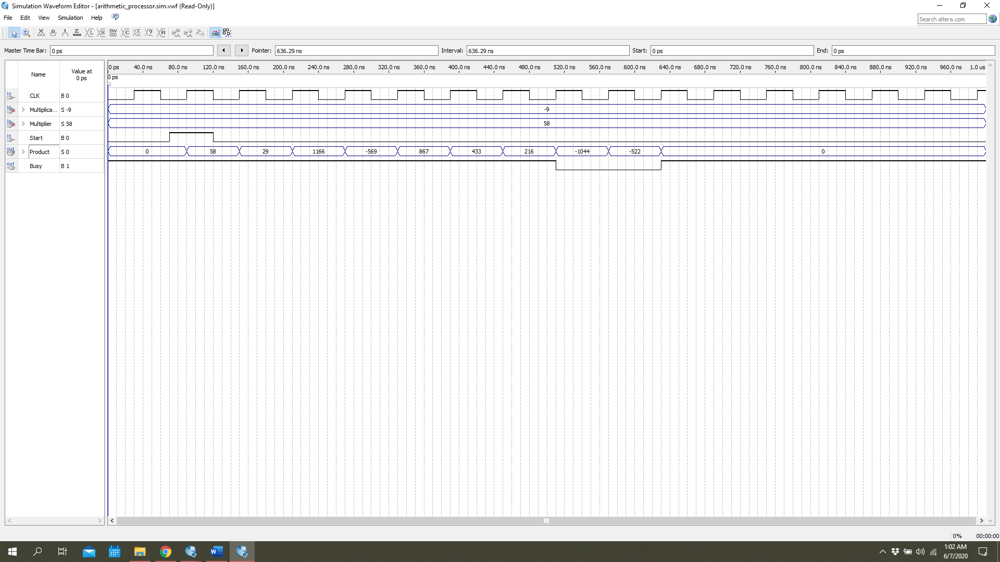 Simulation Waveform Editor - [arithmetic_processor.sim.vwf (Read-Only)]
File Edit View Simulation Help
Search altera.com
Master Time Bar: 0 ps Pointer: 636.29 ns Interval: 636.29 ns Start: 0 ps End: 0 ps
Name Value at 0 ps
0 ps 40.0 ns 80.0 ns 120.0 ns 160.0 ns 200.0 ns 240.0 ns 280.0 ns 320.0 ns 360.0 ns 400.0 ns 440.0 ns 480.0 ns 520.0 ns 560.0 ns 600.0 ns 640.0 ns 680.0 ns 720.0 ns 760.0 ns 800.0 ns 840.0 ns 880.0 ns 920.0 ns 960.0 ns 1.0 us
0 ps
in CLK B 0
in Multiplica... S -9 -9
in Multiplier S 58 58
in Start B 0
out Product S 0 0 58 29 1166 -569 867 433 216 -1044 -522 0
out Busy B 1
0% 00:00:00
1:02 AM
6/7/2020